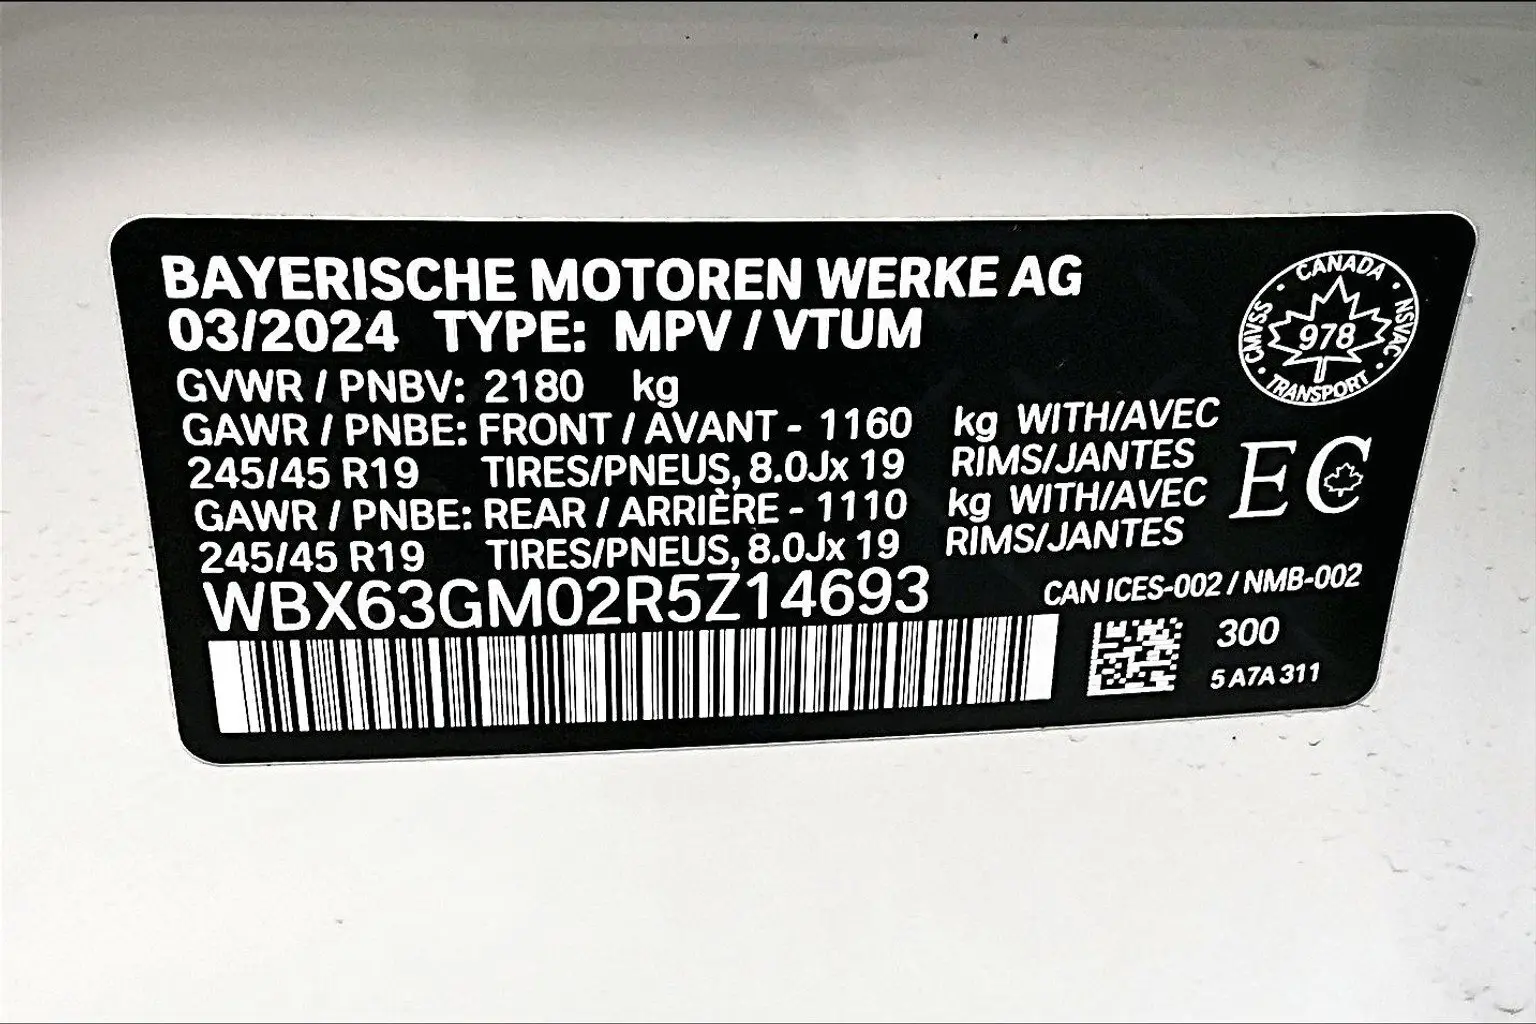 BAYERISCHE MOTOREN WERKE AG
03/2024 TYPE: MPV / VTUM
GVWR / PNBV: 2180 kg
GAWR / PNBE: FRONT / AVANT - 1160 kg WITH/AVEC
245/45 R19 TIRES/PNEUS, 8.0Jx 19 RIMS/JANTES
GAWR / PNBE: REAR / ARRIÈRE - 1110 kg WITH/AVEC
245/45 R19 TIRES/PNEUS, 8.0Jx 19 RIMS/JANTES
WBX63GM02R5Z14693
CANADA
CMVSS 978 NSVAC
TRANSPORT
EC
CAN ICES-002 / NMB-002
300
5 A7A 311